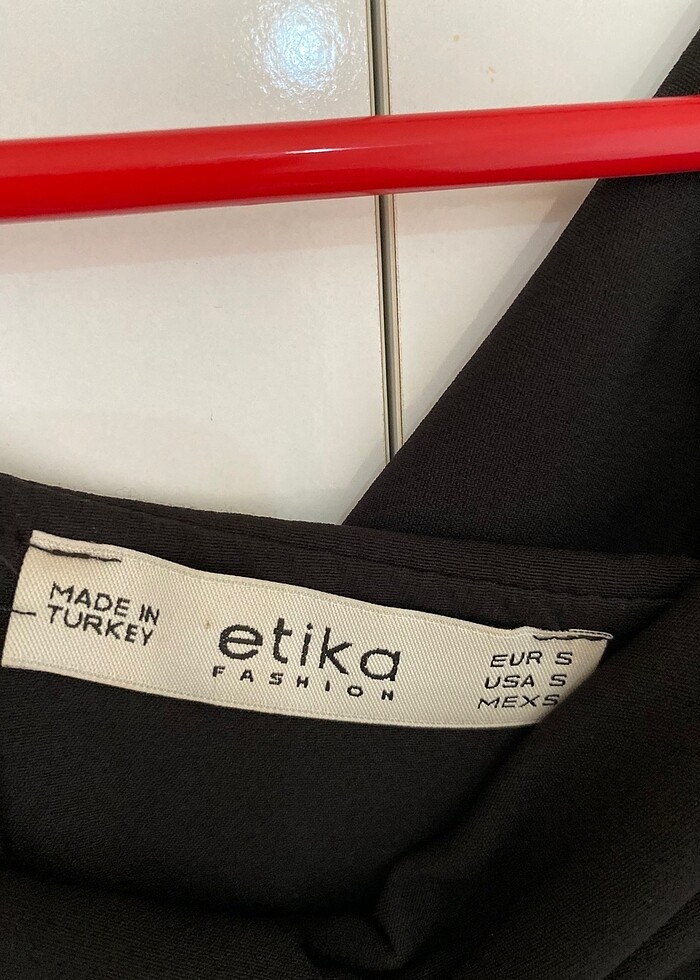 MADE IN
TURKEY
etika
FASHION
EUR S
USA S
MEX S